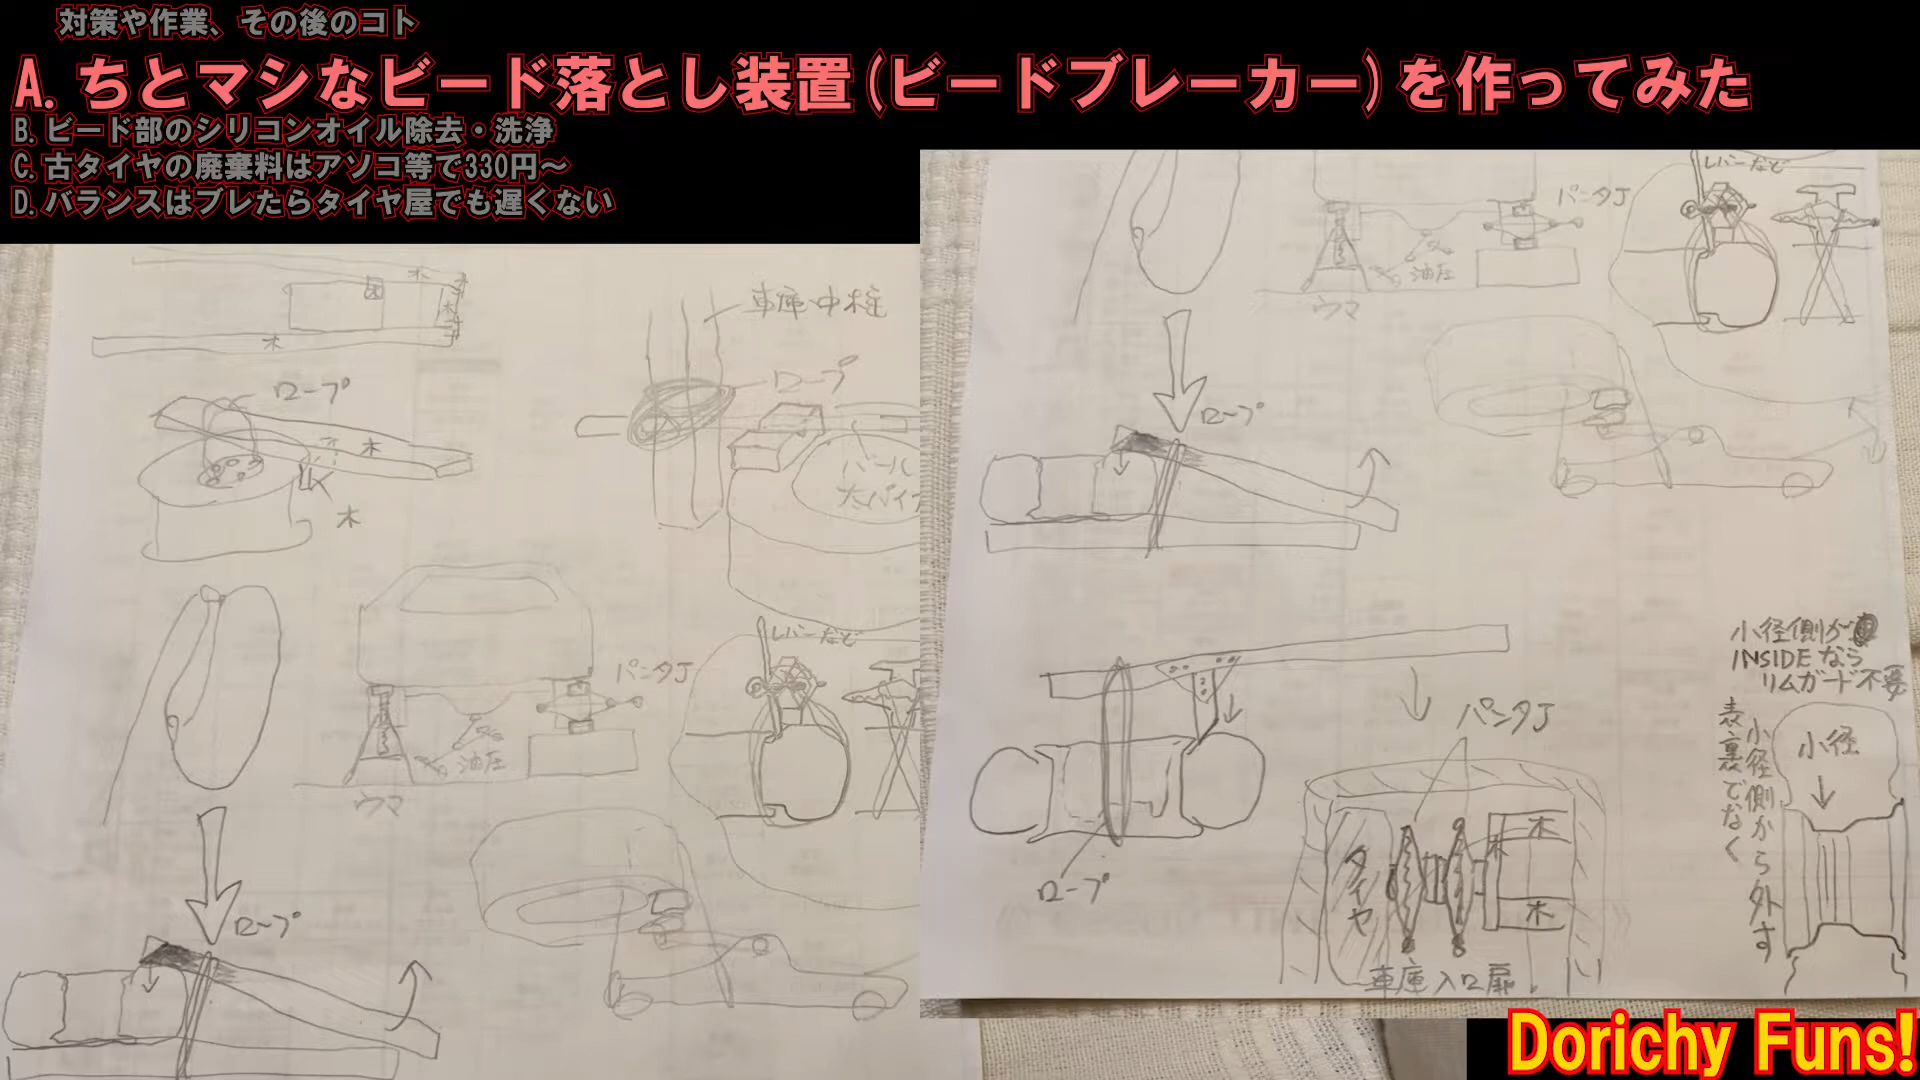 対策や作業、その後のコト
A.ちとマシなビード落とし装置(ビードブレーカー)を作ってみた
B.ビード部のシリコンオイル除去・洗浄
C.古タイヤの廃棄料はアソコ等で330円～
D.バランスはブレたらタイヤ屋でも遅くない
木
木
木
車庫中柱
ロープ
ロープ
木
木
バール
レバーなど
パンタJ
油圧
ウマ
ロープ
レバーなど
パンタJ
油圧
ウマ
ロープ
小径側が
INSIDEなら
リムガード不要
表裏でなく
小径側から外す
小径
パンタJ
ロープ
タイヤ
木
木
木
車庫入口扉
Dorichy Funs!